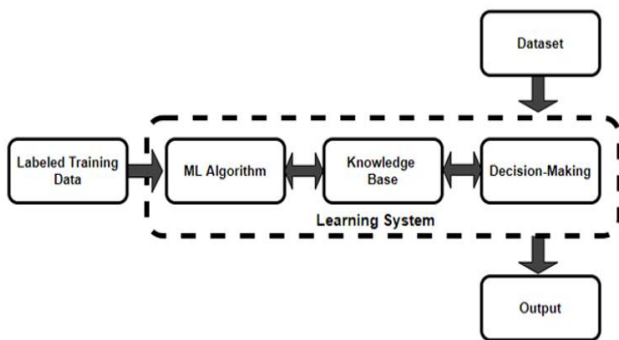 Dataset
Labeled Training
Data
ML Algorithm
Knowledge
Base
Decision-Making
Learning System
Output